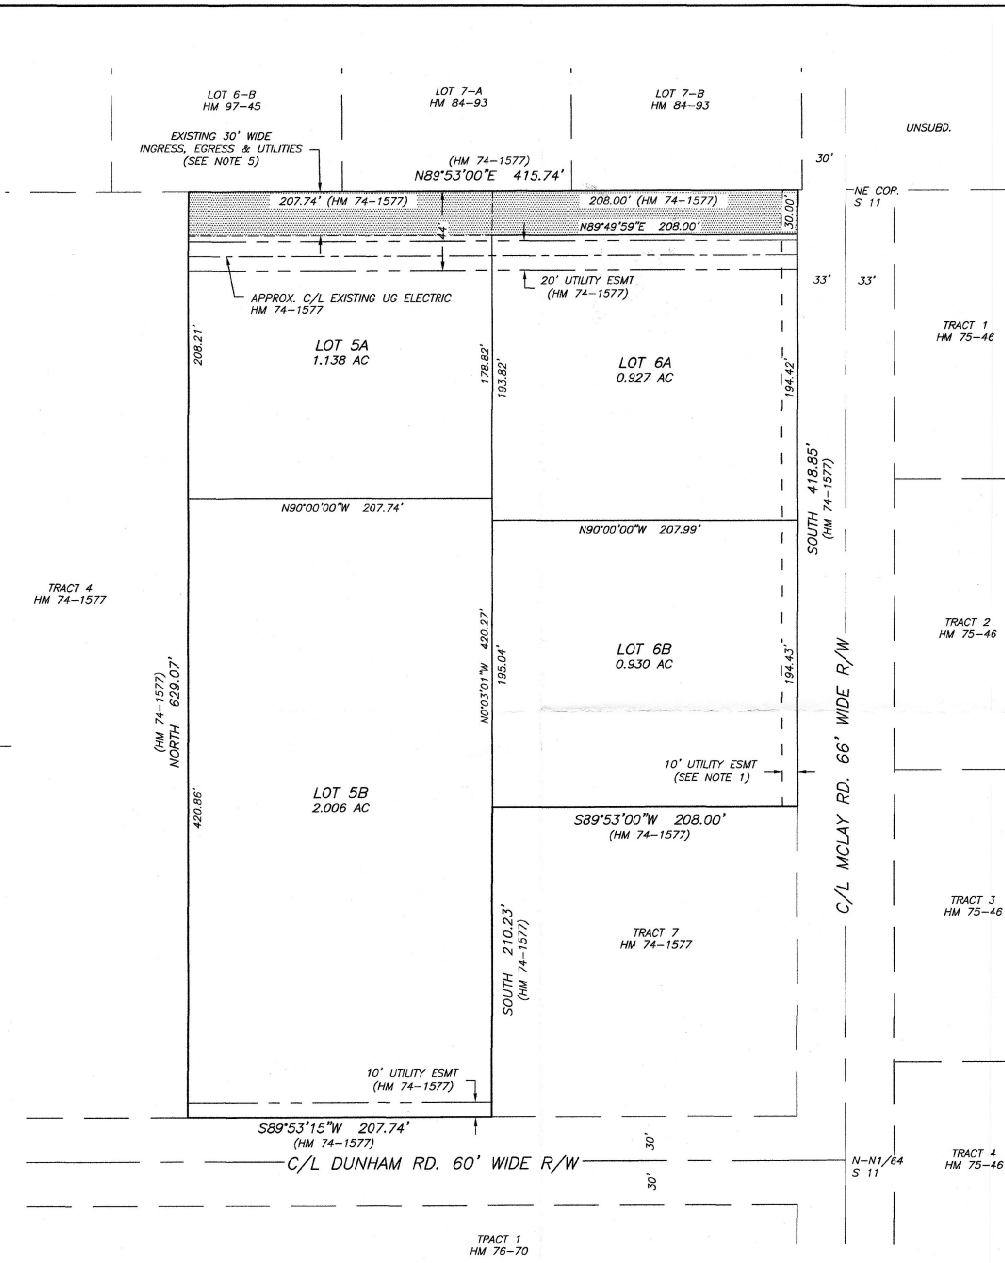 LOT 6-B
HM 97-45
LOT 7-A
HM 84-93
LOT 7-B
HM 84-93
UNSUBD.
EXISTING 30' WIDE
INGRESS, EGRESS & UTILITIES
(SEE NOTE 5)
(HM 74-1577)
N89°53'00"E 415.74'
30'
NE COR.
S 11
207.74' (HM 74-1577)
208.00' (HM 74-1577)
30.00'
44'
N89°49'59"E 208.00'
20' UTILITY ESMT
(HM 74-1577)
33'
33'
APPROX. C/L EXISTING UG ELECTRIC
HM 74-1577
TRACT 1
HM 75-46
208.21'
LOT 5A
1.138 AC
178.82'
193.82'
LOT 6A
0.927 AC
194.42'
SOUTH 418.85'
(HM 74-1577)
N90°00'00"W 207.74'
N90°00'00"W 207.99'
TRACT 4
HM 74-1577
TRACT 2
HM 75-46
(HM 74-1577)
NORTH 629.07'
N0°03'01"W 420.27'
195.04'
LOT 6B
0.930 AC
194.43'
10' UTILITY ESMT
(SEE NOTE 1)
C/L MCLAY RD. 66' WIDE R/W
420.86'
LOT 5B
2.006 AC
S89°53'00"W 208.00'
(HM 74-1577)
TRACT 3
HM 75-46
SOUTH 210.23'
(HM 74-1577)
TRACT 7
HM 74-1577
10' UTILITY ESMT
(HM 74-1577)
S89°53'15"W 207.74'
(HM 74-1577)
30'
C/L DUNHAM RD. 60' WIDE R/W
30'
N-N1/64
S 11
TRACT 4
HM 75-46
TRACT 1
HM 76-70